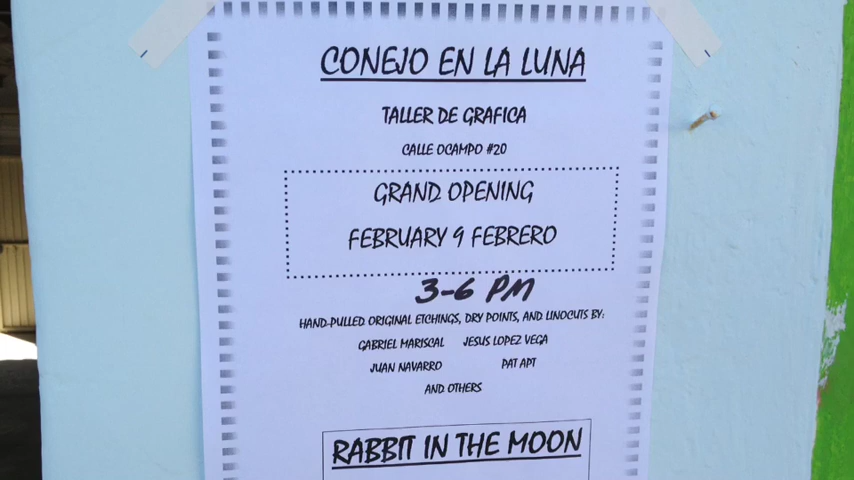 CONEJO EN LA LUNA
TALLER DE GRAFICA
CALLE OCAMPO #20
GRAND OPENING
FEBRUARY 9 FEBRERO
3-6 PM
HAND-PULLED ORIGINAL ETCHINGS, DRY POINTS, AND LINOCUTS BY:
GABRIEL MARISCAL JESUS LOPEZ VEGA
JUAN NAVARRO PAT APT
AND OTHERS
RABBIT IN THE MOON